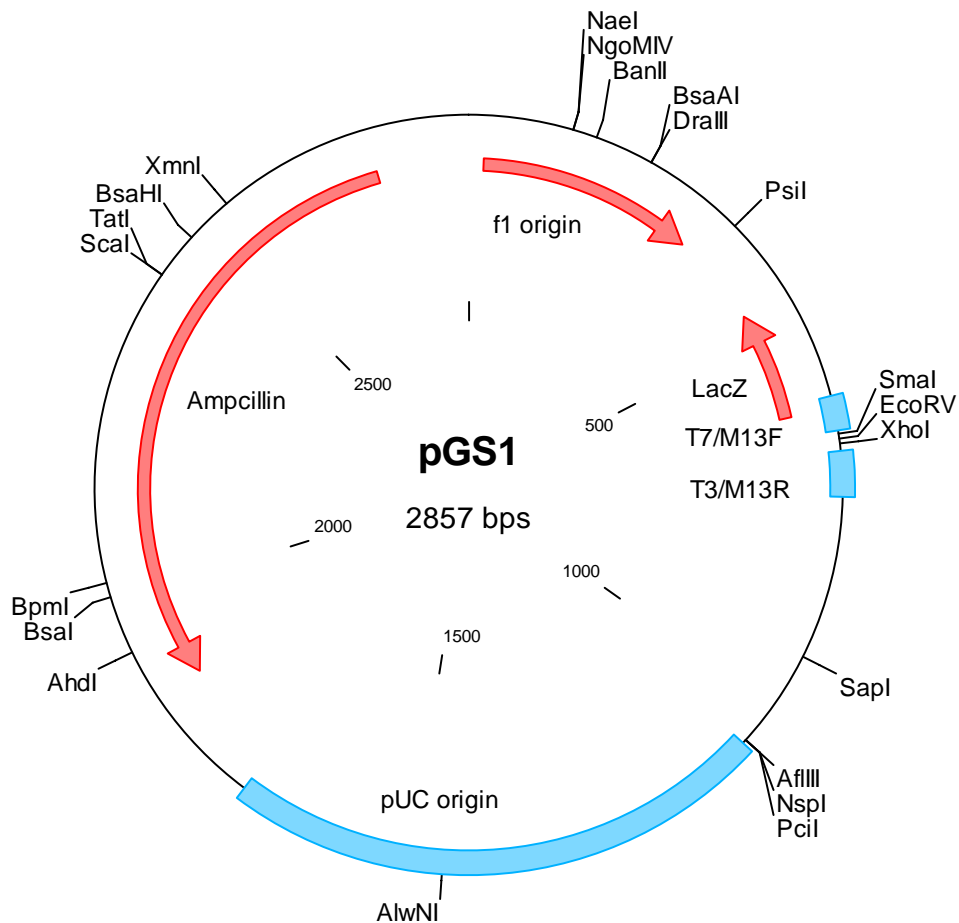 NaeI
NgoMIV
BanII
BsaAI
DraIII
XmnI
BsaHI
TatI
ScaI
PsiI
f1 origin
2500
Ampcillin
LacZ
500
SmaI
EcoRV
XhoI
T7/M13F
pGS1
T3/M13R
2857 bps
2000
1000
BpmI
BsaI
1500
AhdI
SapI
pUC origin
AflIII
NspI
PciI
AlwNI